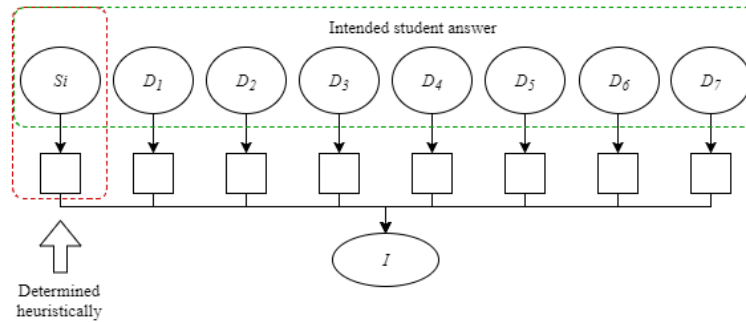 Intended student answer
Si D₁ D₂ D₃ D₄ D₅ D₆ D₇
I
Determined
heuristically